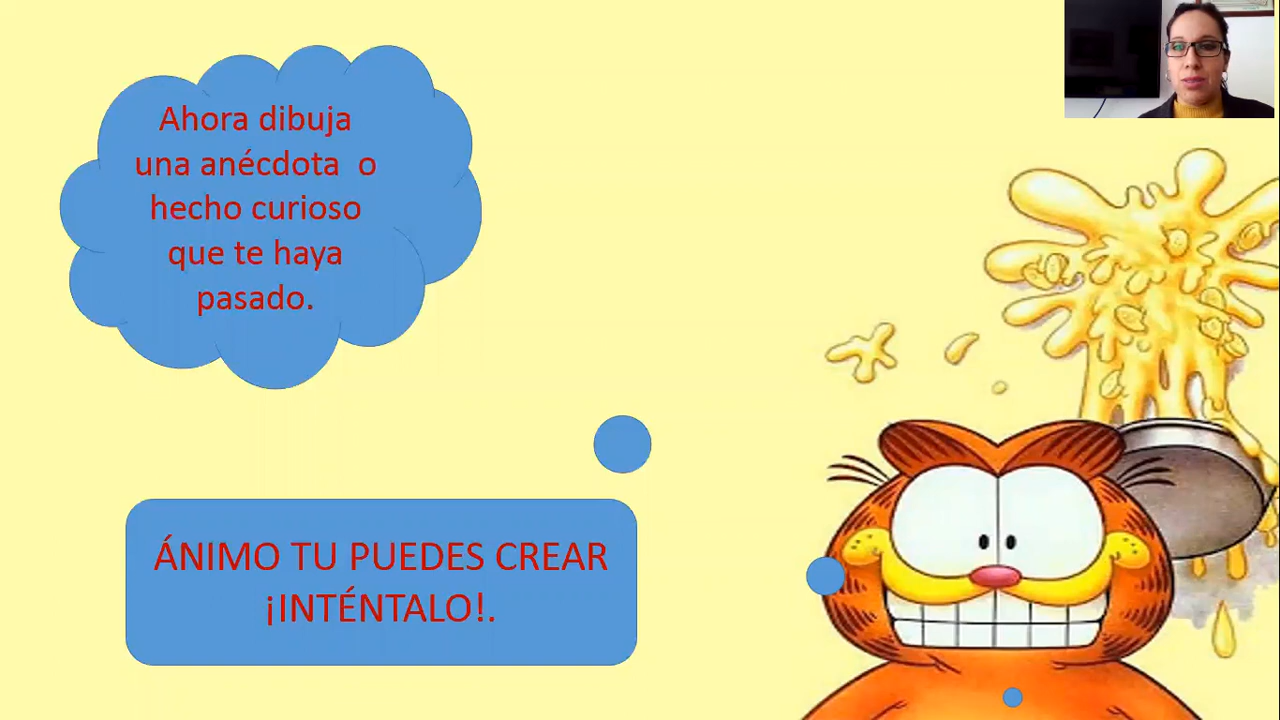 Ahora dibuja
una anécdota  o
hecho curioso
que te haya
pasado.
ÁNIMO TU PUEDES CREAR
¡INTÉNTALO!.